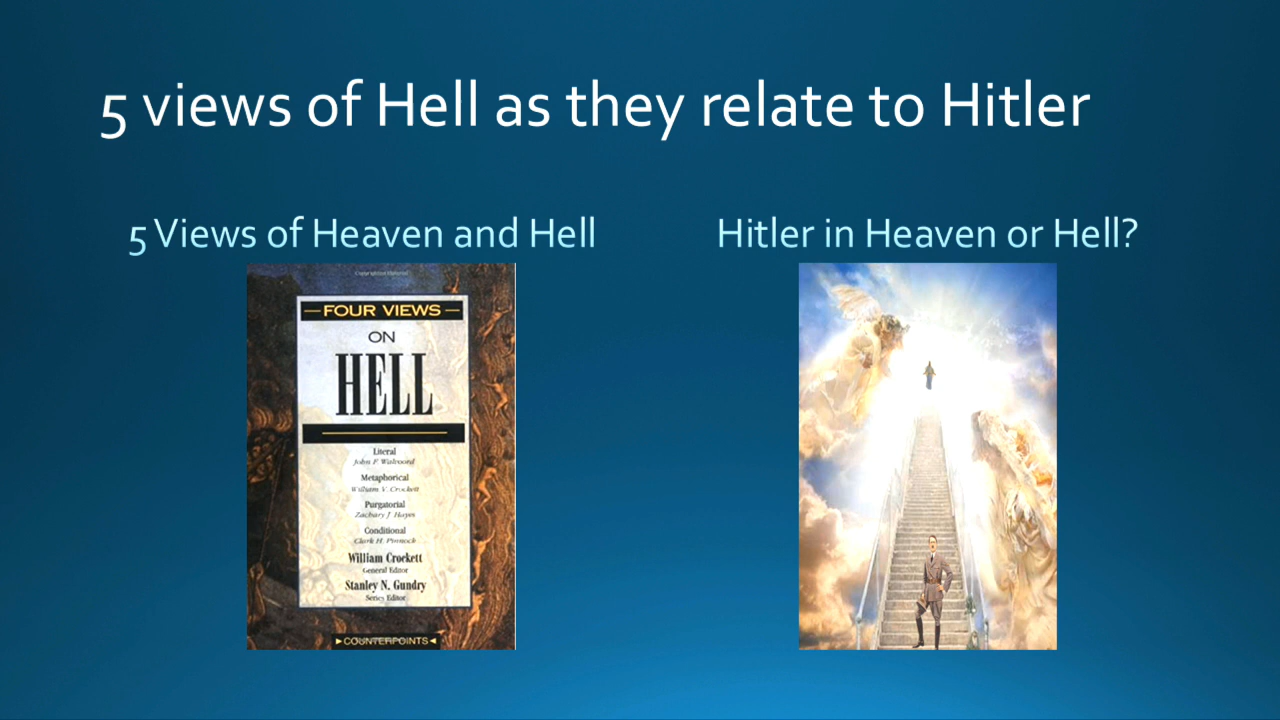 5 views of Hell as they relate to Hitler
5 Views of Heaven and Hell
Hitler in Heaven or Hell?
FOUR VIEWS
ON
HELL
Literal
John F. Walvoord
Metaphorical
William V. Crockett
Purgatorial
Zachary J. Hayes
Conditional
Clark H. Pinnock
William Crockett
General Editor
Stanley N. Gundry
Series Editor
COUNTERPOINTS